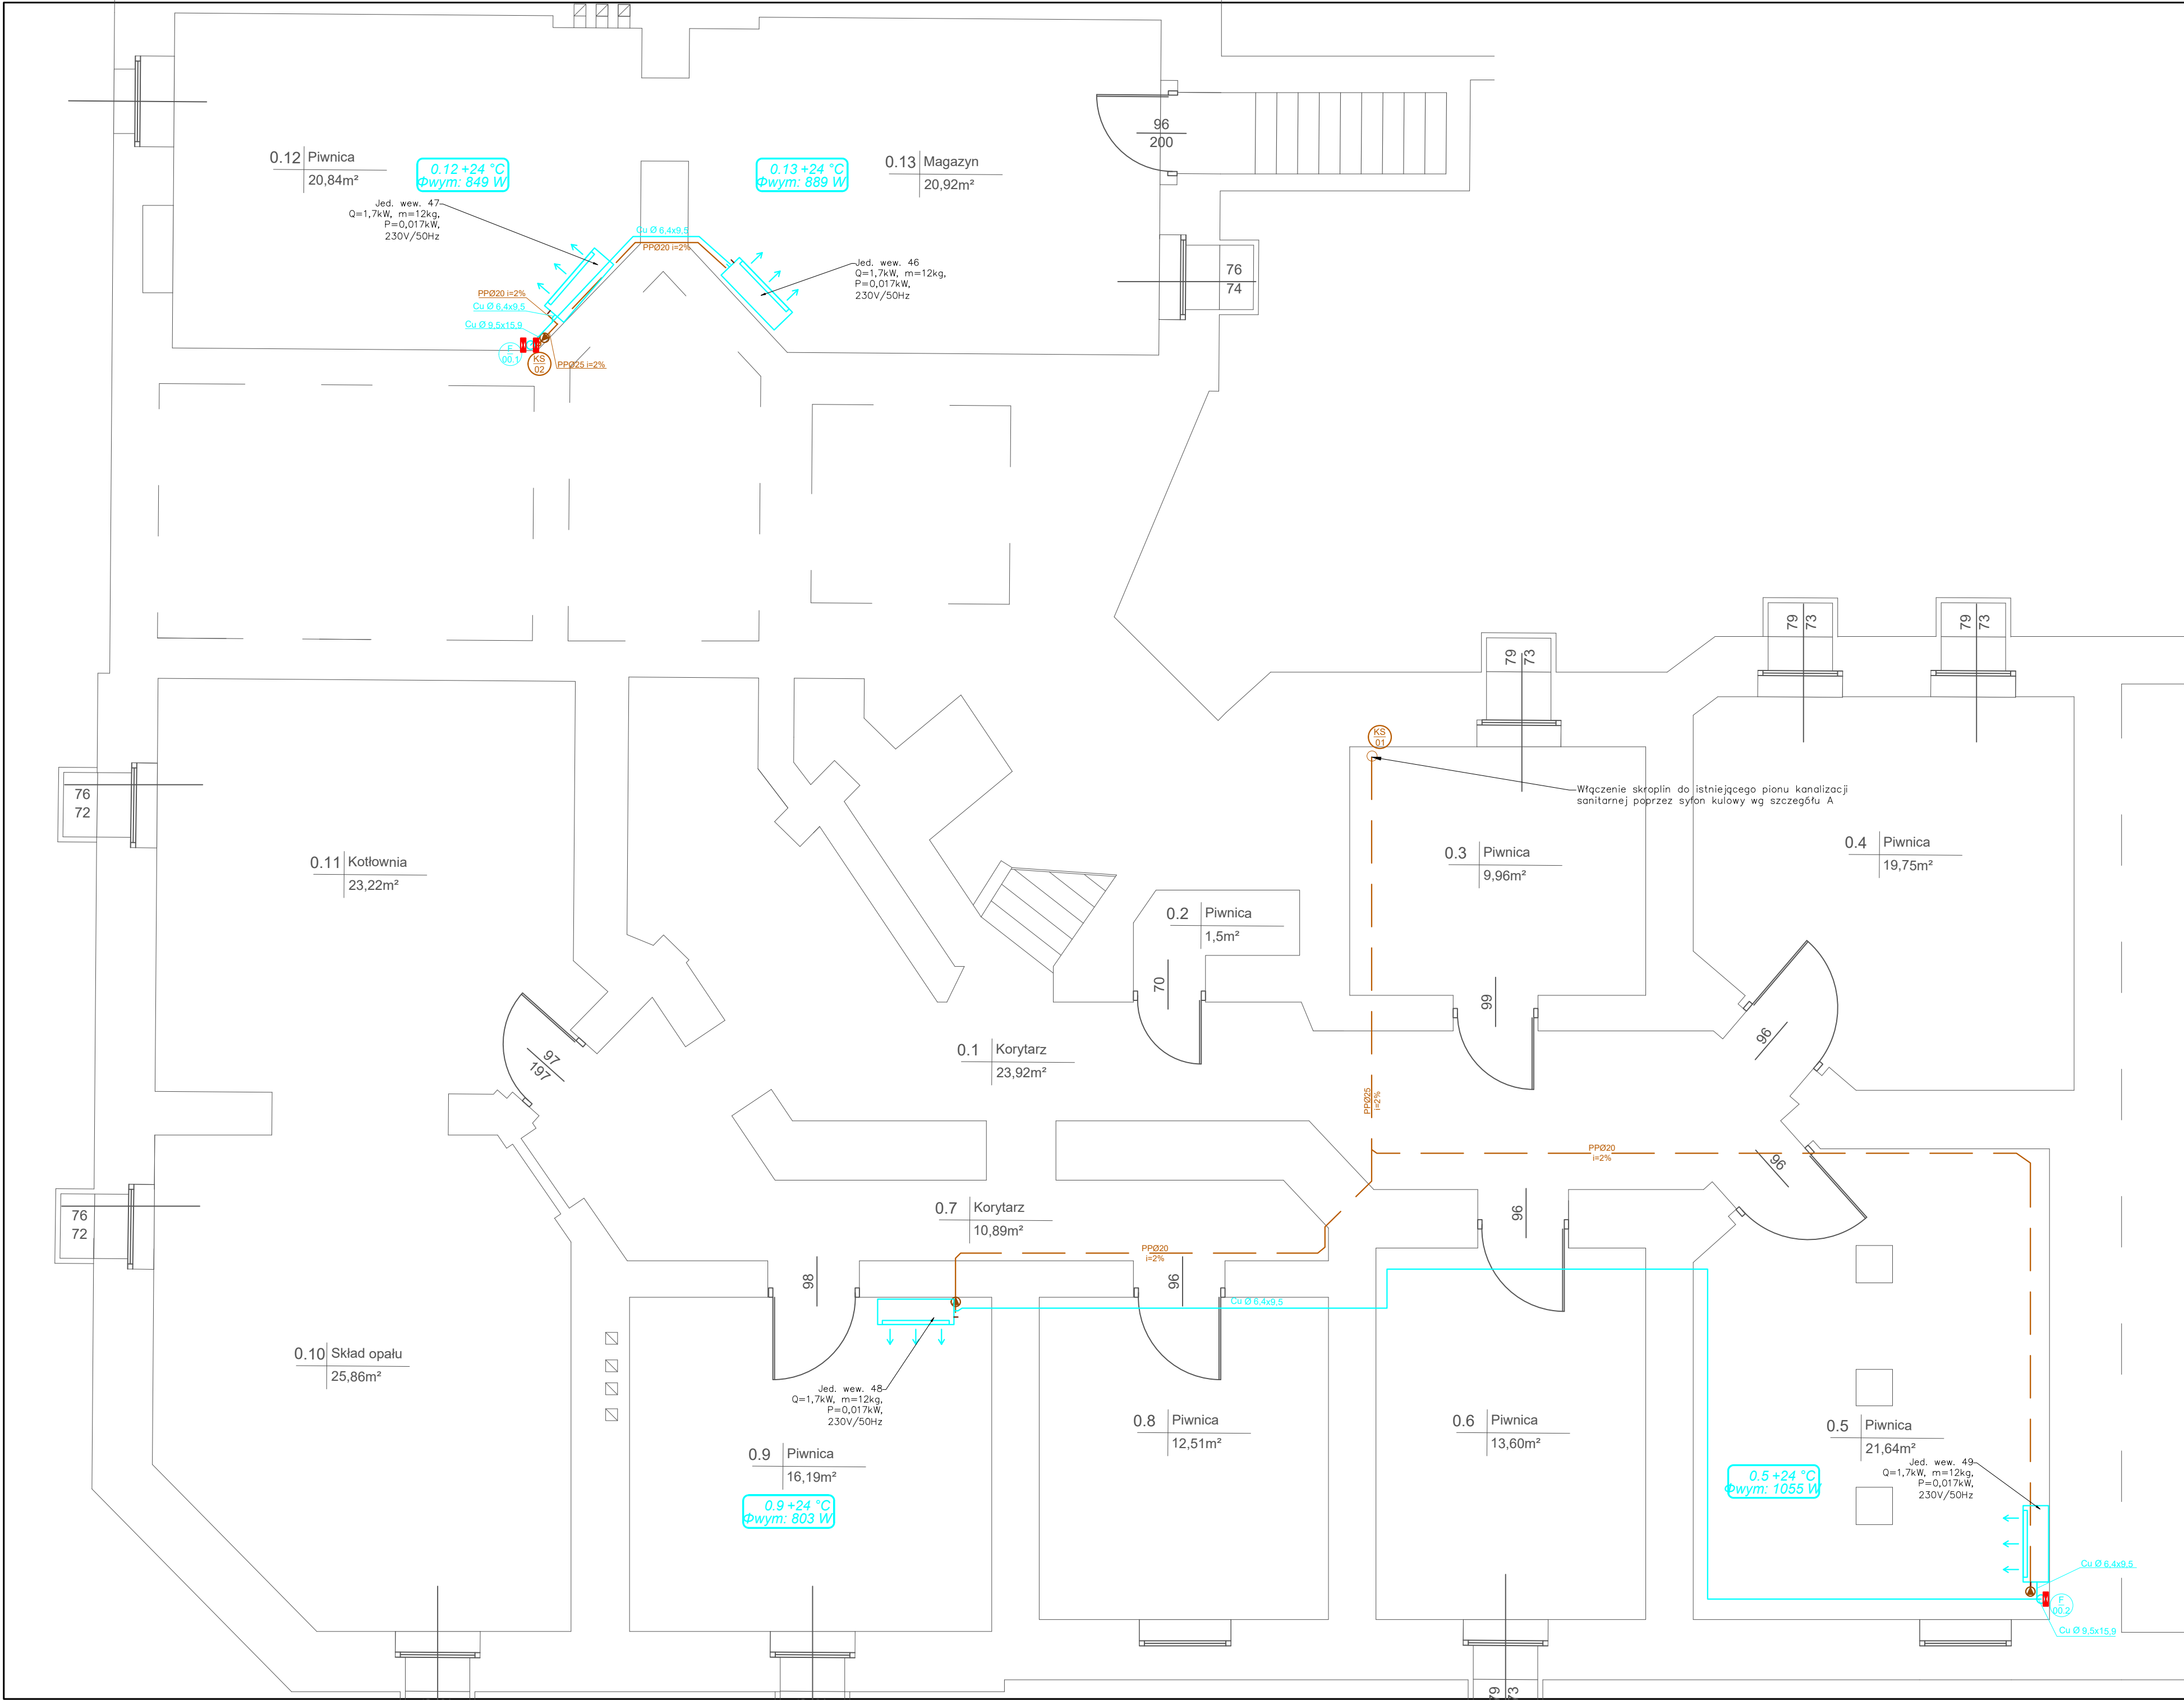 96
200
0.12 Piwnica
20,84m²
0.12 +24 °C
Φwym: 849 W
0.13 +24 °C
Φwym: 889 W
0.13 Magazyn
20,92m²
Jed. wew. 47
Q=1,7kW, m=12kg,
P=0,017kW,
230V/50Hz
Cu Ø 6,4x9,5
PPØ20 i=2%
Jed. wew. 46
Q=1,7kW, m=12kg,
P=0,017kW,
230V/50Hz
76
74
PPØ20 i=2%
Cu Ø 6,4x9,5
Cu Ø 9,5x15,9
F
00.1
KS
02
PPØ25 i=2%
79
73
79
73
79
73
KS
01
Włączenie skroplin do istniejącego pionu kanalizacji
sanitarnej poprzez syfon kulowy wg szczegółu A
76
72
0.11 Kotłownia
23,22m²
0.3 Piwnica
9,96m²
0.4 Piwnica
19,75m²
0.2 Piwnica
1,5m²
70
99
96
97
197
0.1 Korytarz
23,92m²
PPØ25
i=2%
PPØ20
i=2%
96
76
72
0.7 Korytarz
10,89m²
96
PPØ20
i=2%
98
96
Cu Ø 6,4x9,5
0.10 Skład opału
25,86m²
Jed. wew. 48
Q=1,7kW, m=12kg,
P=0,017kW,
230V/50Hz
0.9 Piwnica
16,19m²
0.9 +24 °C
Φwym: 803 W
0.8 Piwnica
12,51m²
0.6 Piwnica
13,60m²
0.5 Piwnica
21,64m²
Jed. wew. 49
Q=1,7kW, m=12kg,
P=0,017kW,
230V/50Hz
0.5 +24 °C
Φwym: 1055 W
Cu Ø 6,4x9,5
F
00.2
Cu Ø 9,5x15,9
79
73